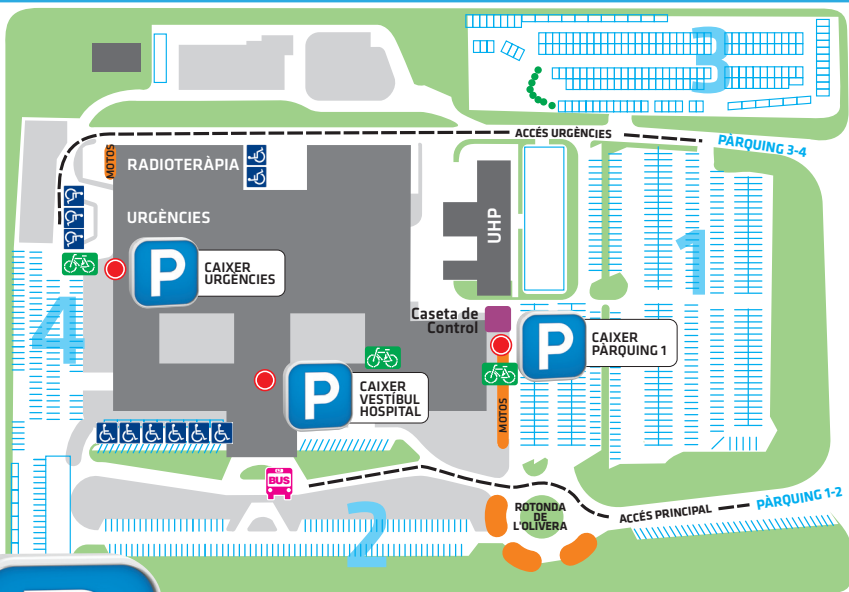 3
ACCÉS URGÈNCIES
PÀRQUING 3-4
MOTOS
RADIOTERÀPIA
URGÈNCIES
UHP
1
P
CAIXER
URGÈNCIES
4
Caseta de
Control
P
CAIXER
PÀRQUING 1
P
CAIXER
VESTÍBUL
HOSPITAL
MOTOS
BUS
2
ROTONDA
DE
L'OLIVERA
ACCÉS PRINCIPAL
PÀRQUING 1-2